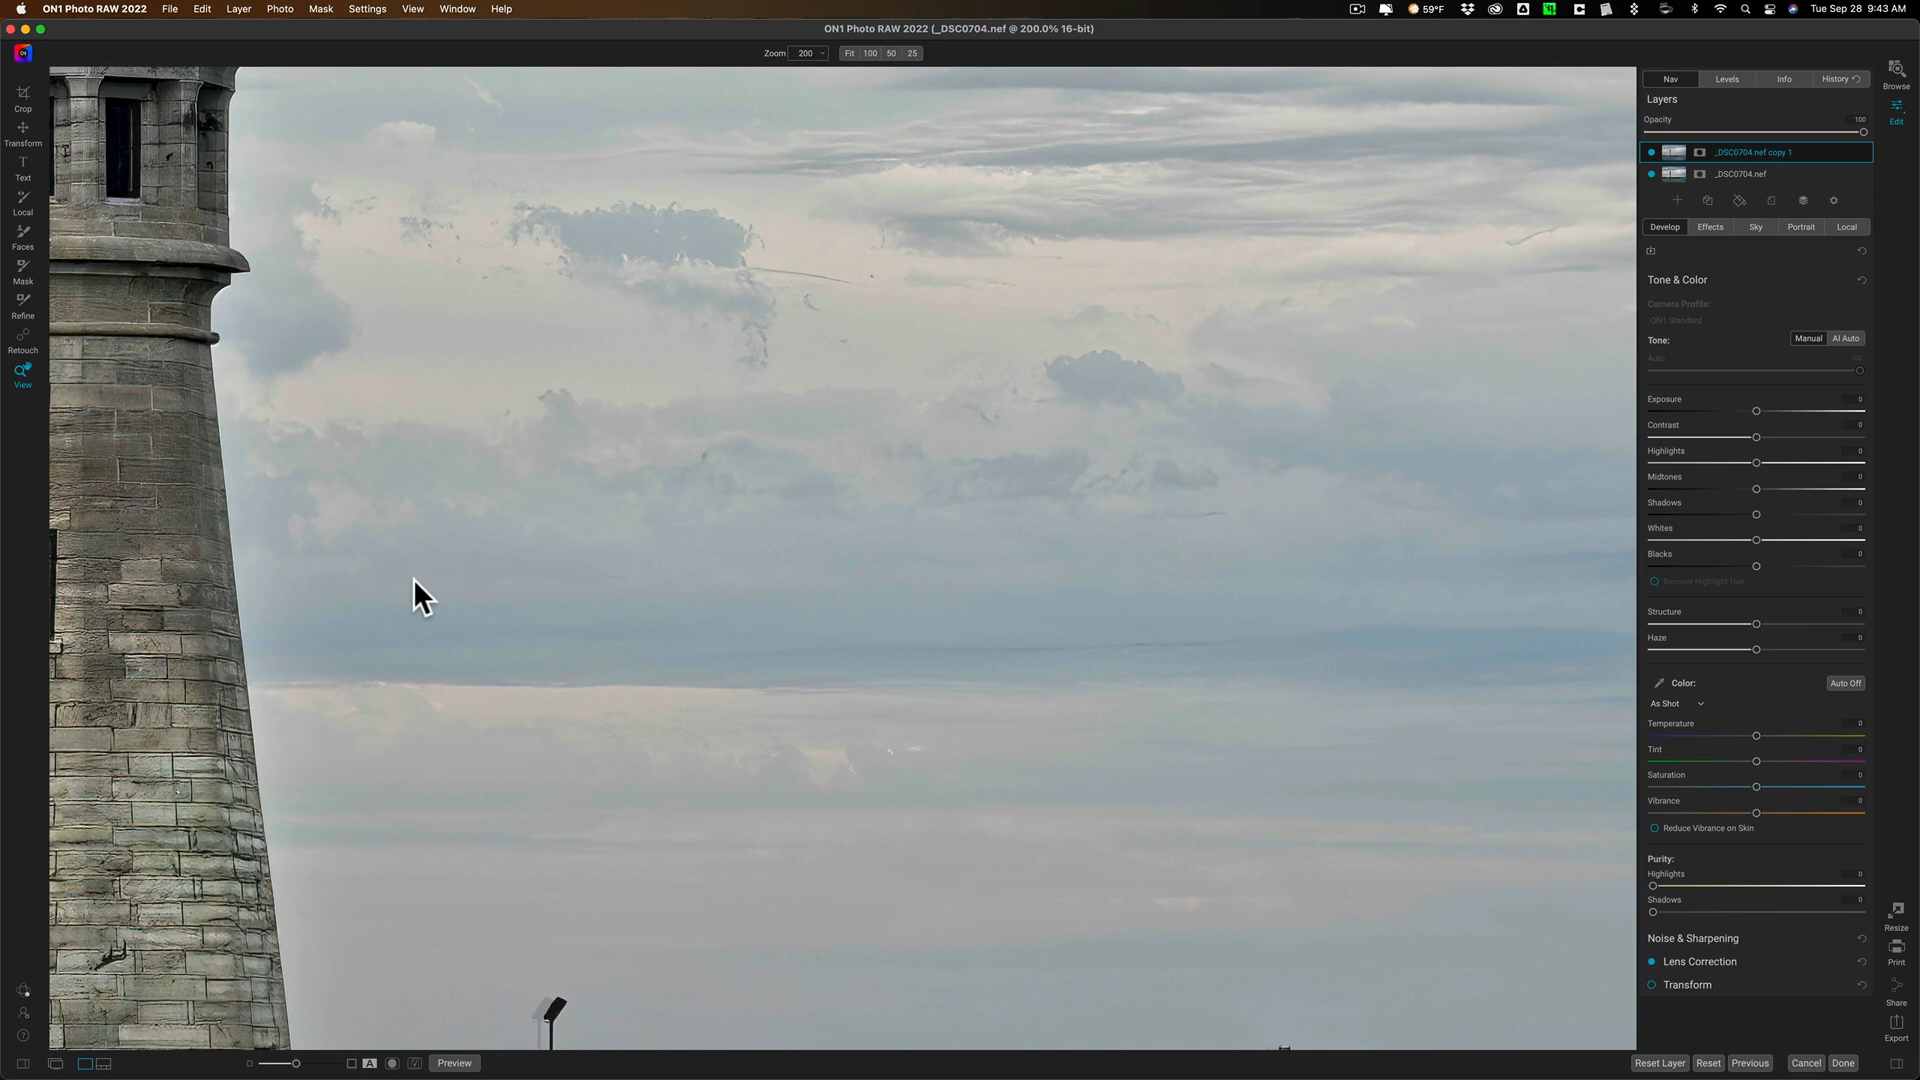 ON1 Photo RAW 2022 File Edit Layer Photo Mask Settings View Window Help 59°F Tue Sep 28 9:43 AM
ON1 Photo RAW 2022 (_DSC0704.nef @ 200.0% 16-bit)
Zoom 200 Fit 100 50 25
Crop
Transform
Text
Local
Faces
Mask
Refine
Retouch
View
Nav Levels Info History
Layers
Opacity 100
_DSC0704.nef copy 1
_DSC0704.nef
Develop Effects Sky Portrait Local
Tone & Color
Camera Profile:
ON1 Standard
Tone: Manual AI Auto
Auto 100
Exposure 0
Contrast 0
Highlights 0
Midtones 0
Shadows 0
Whites 0
Blacks 0
Recover Highlight Hue
Structure 0
Haze 0
Color: Auto Off
As Shot
Temperature 0
Tint 0
Saturation 0
Vibrance 0
Reduce Vibrance on Skin
Purity:
Highlights 0
Shadows 0
Noise & Sharpening
Lens Correction
Transform
Browse
Edit
Resize
Print
Share
Export
A Preview
Reset Layer Reset Previous Cancel Done